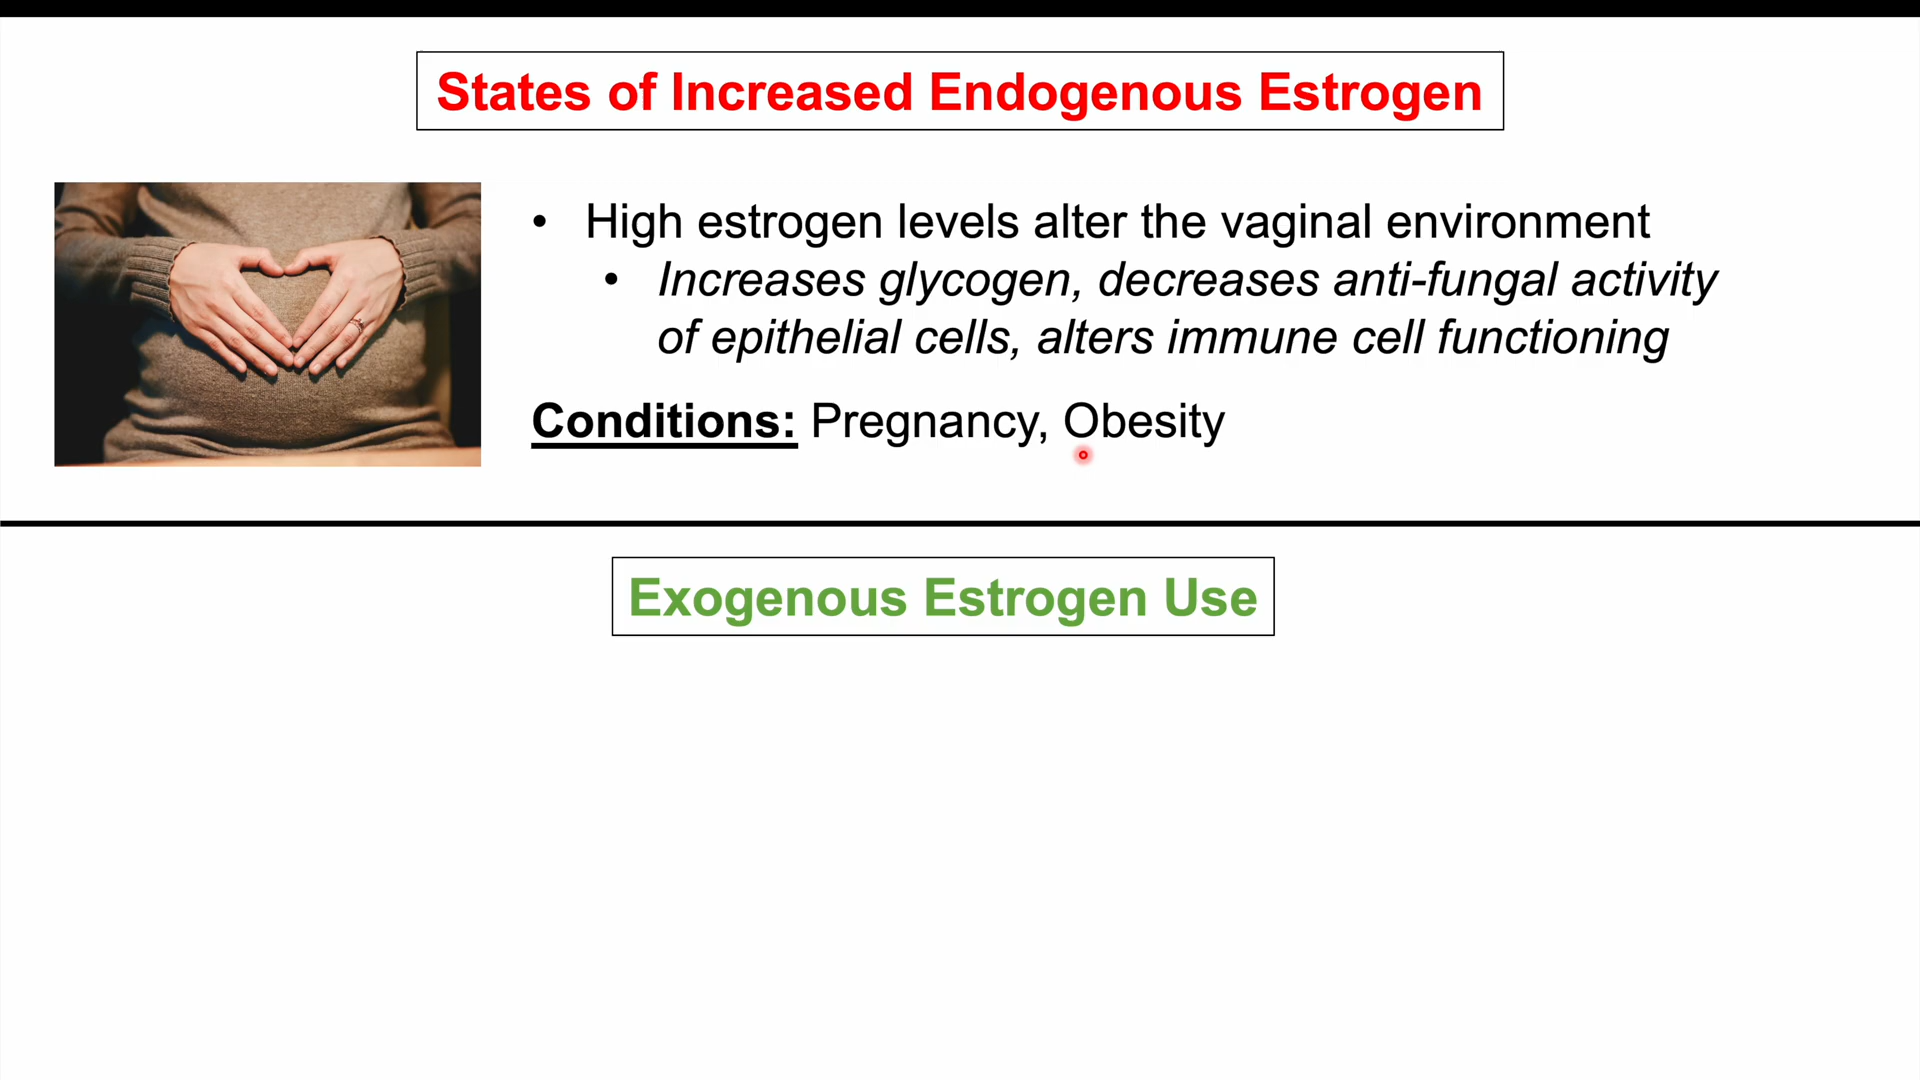 States of Increased Endogenous Estrogen
• High estrogen levels alter the vaginal environment
• Increases glycogen, decreases anti-fungal activity
of epithelial cells, alters immune cell functioning
Conditions: Pregnancy, Obesity
Exogenous Estrogen Use